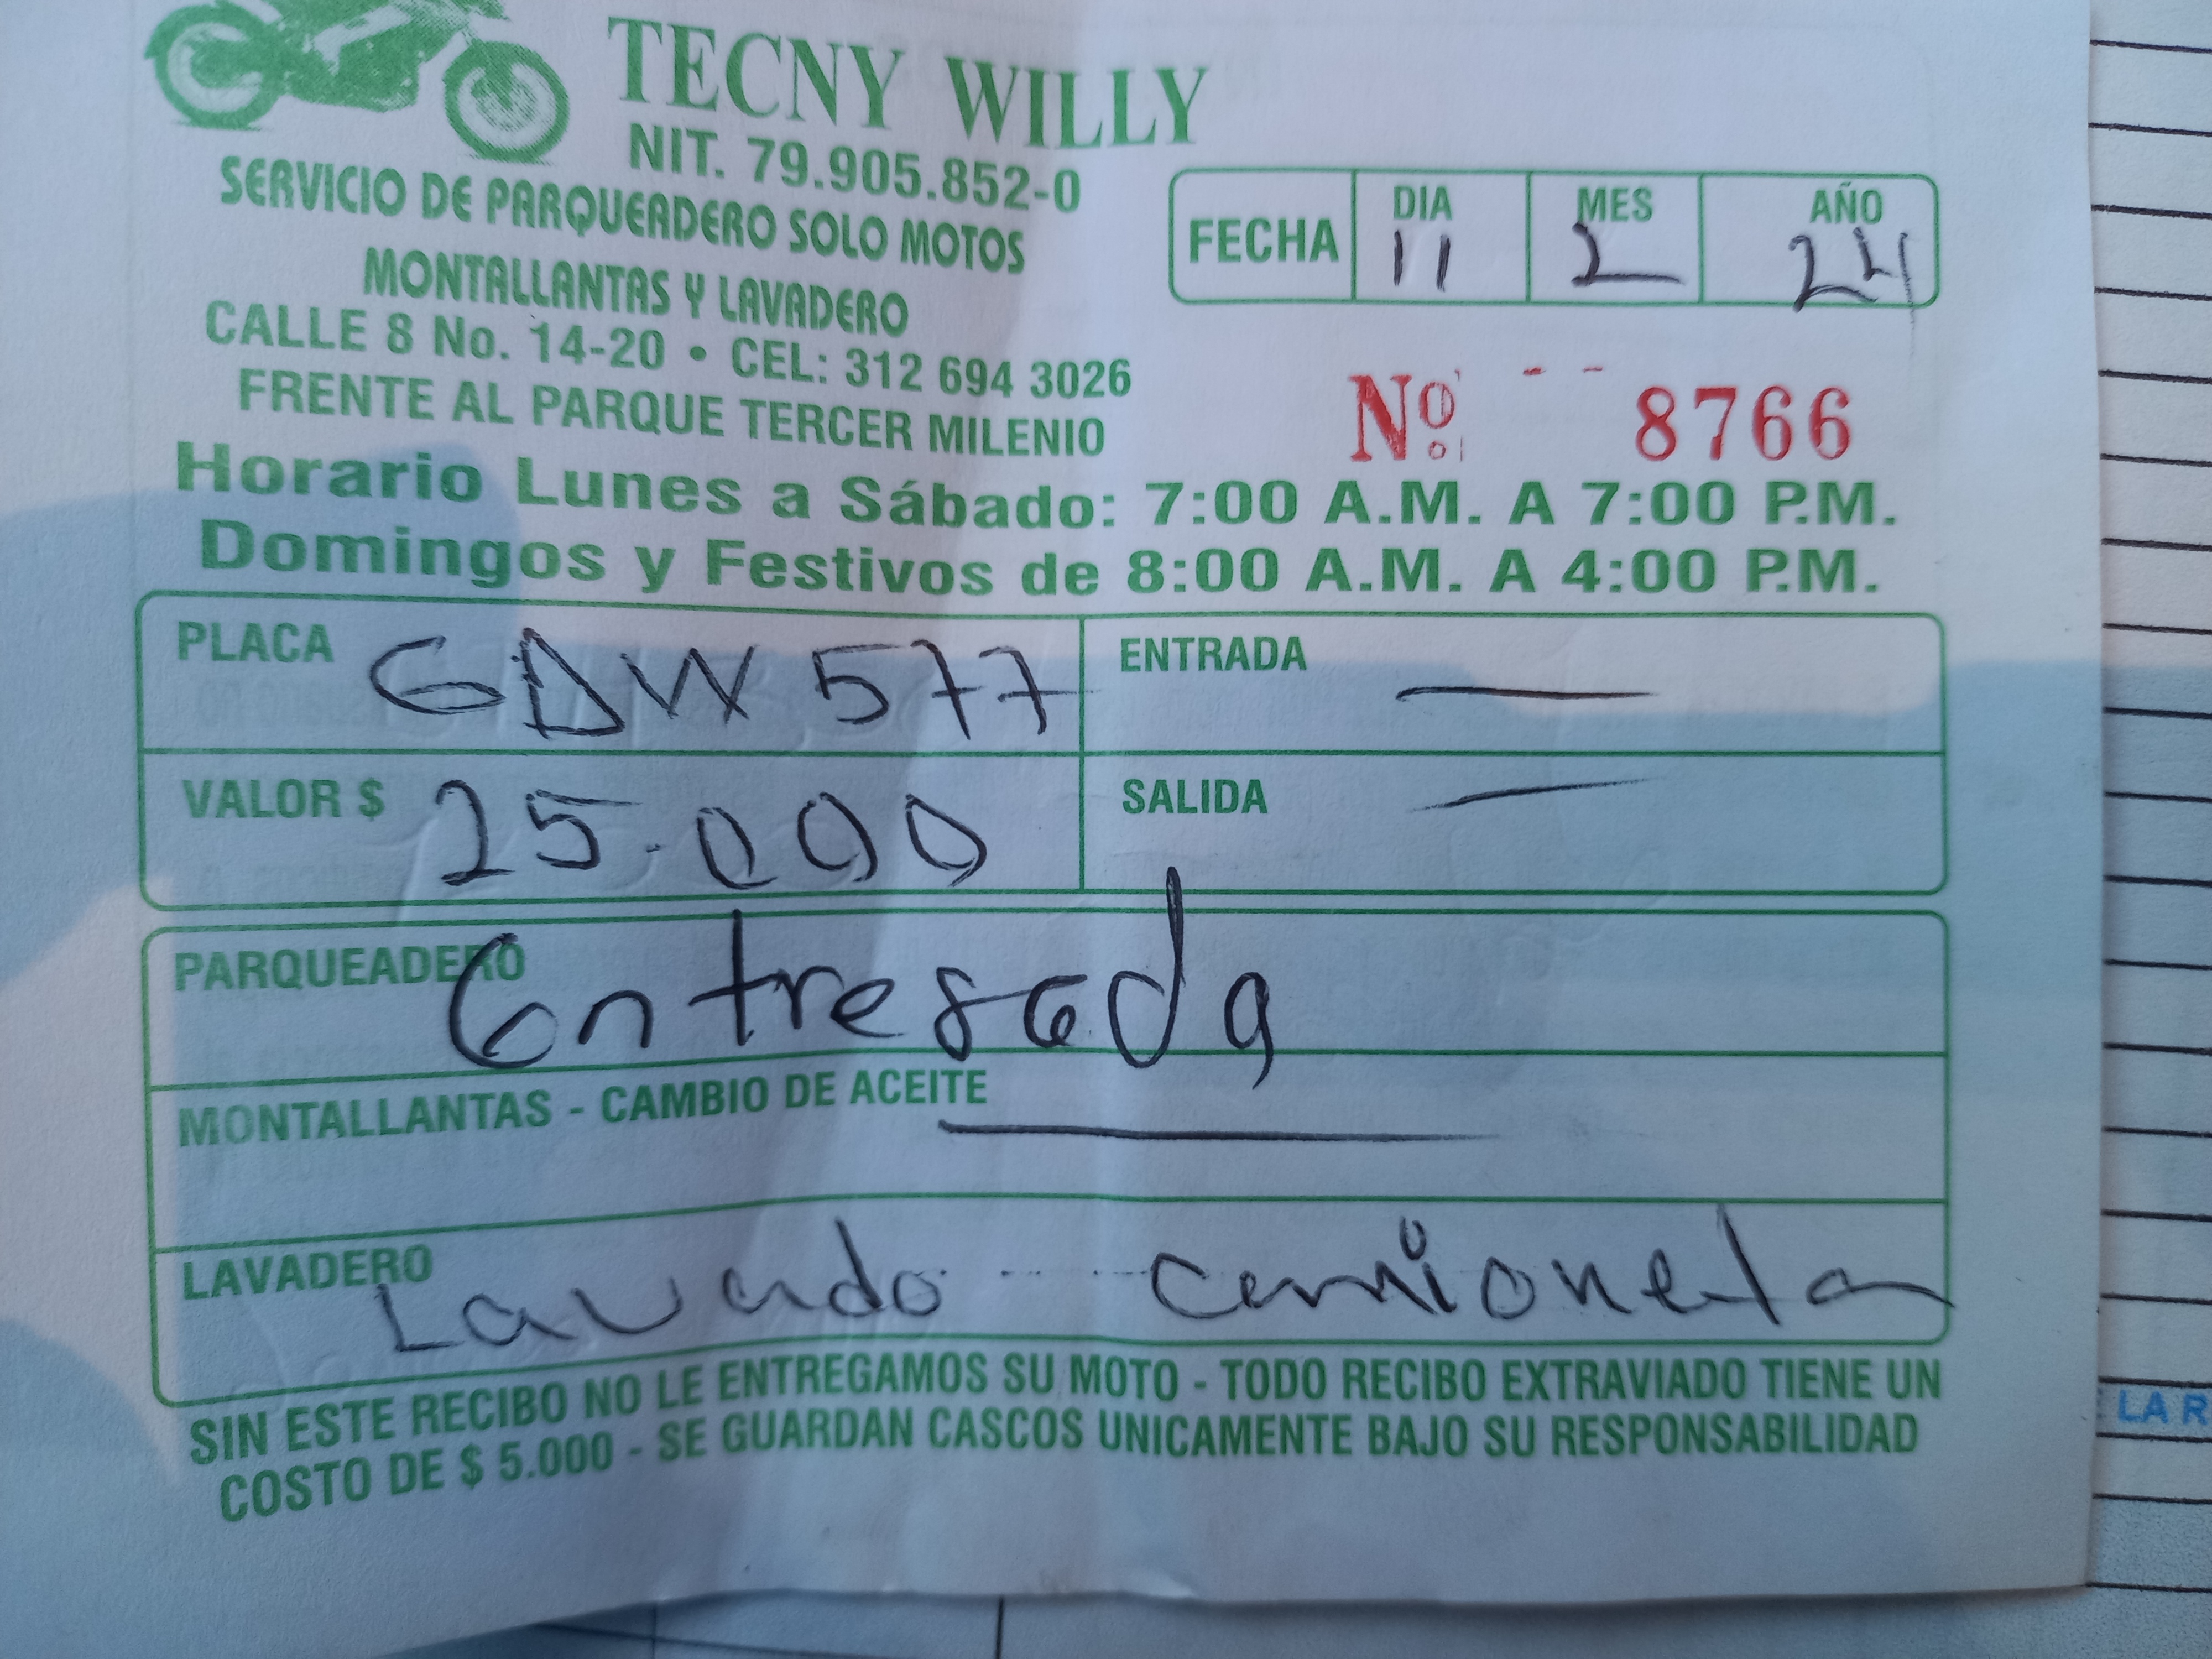 TECNY WILLY
NIT. 79.905.852-0
SERVICIO DE PARQUEADERO SOLO MOTOS
MONTALLANTAS Y LAVADERO
CALLE 8 No. 14-20 • CEL: 312 694 3026
FRENTE AL PARQUE TERCER MILENIO
FECHA DIA 11 MES 2 AÑO 24
No. 8766
Horario Lunes a Sábado: 7:00 A.M. A 7:00 P.M.
Domingos y Festivos de 8:00 A.M. A 4:00 P.M.
PLACA GDW 577 ENTRADA —
VALOR $ 25.000 SALIDA —
PARQUEADERO Entregada
MONTALLANTAS - CAMBIO DE ACEITE —
LAVADERO Lavado camioneta
SIN ESTE RECIBO NO LE ENTREGAMOS SU MOTO - TODO RECIBO EXTRAVIADO TIENE UN
COSTO DE $ 5.000 - SE GUARDAN CASCOS UNICAMENTE BAJO SU RESPONSABILIDAD
LA R